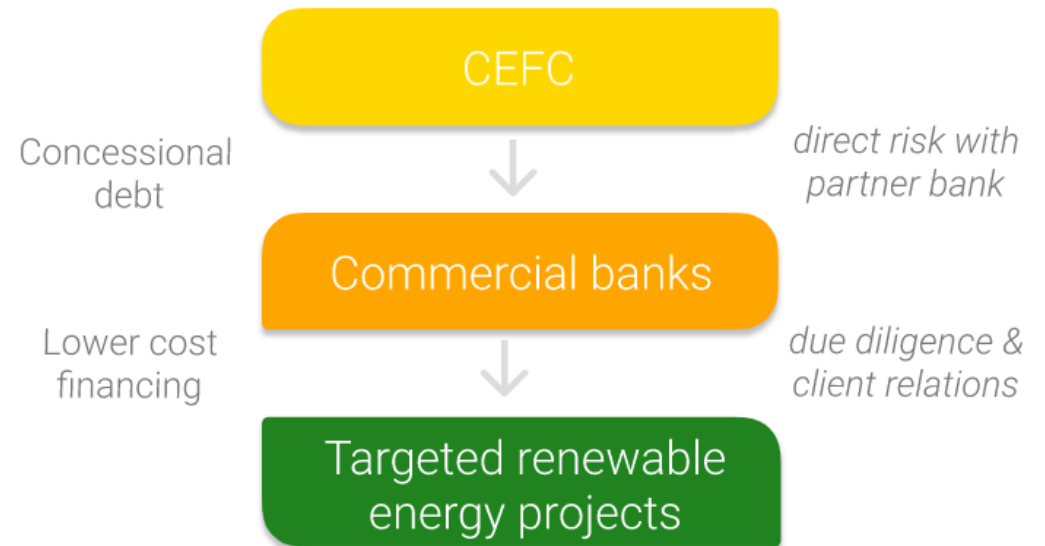 CEFC
Concessional
debt
direct risk with
partner bank
Commercial banks
Lower cost
financing
due diligence &
client relations
Targeted renewable
energy projects